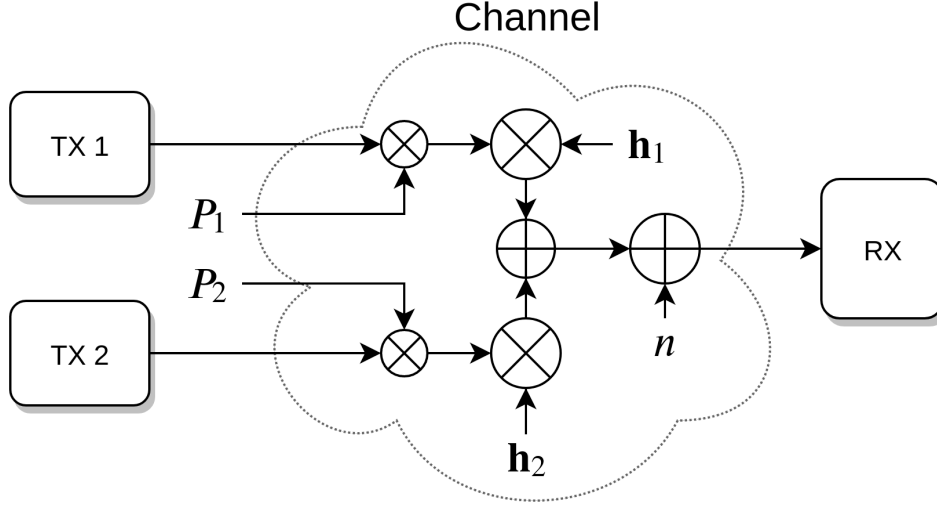 Channel
TX 1
h1
P1
RX
P2
n
TX 2
h2